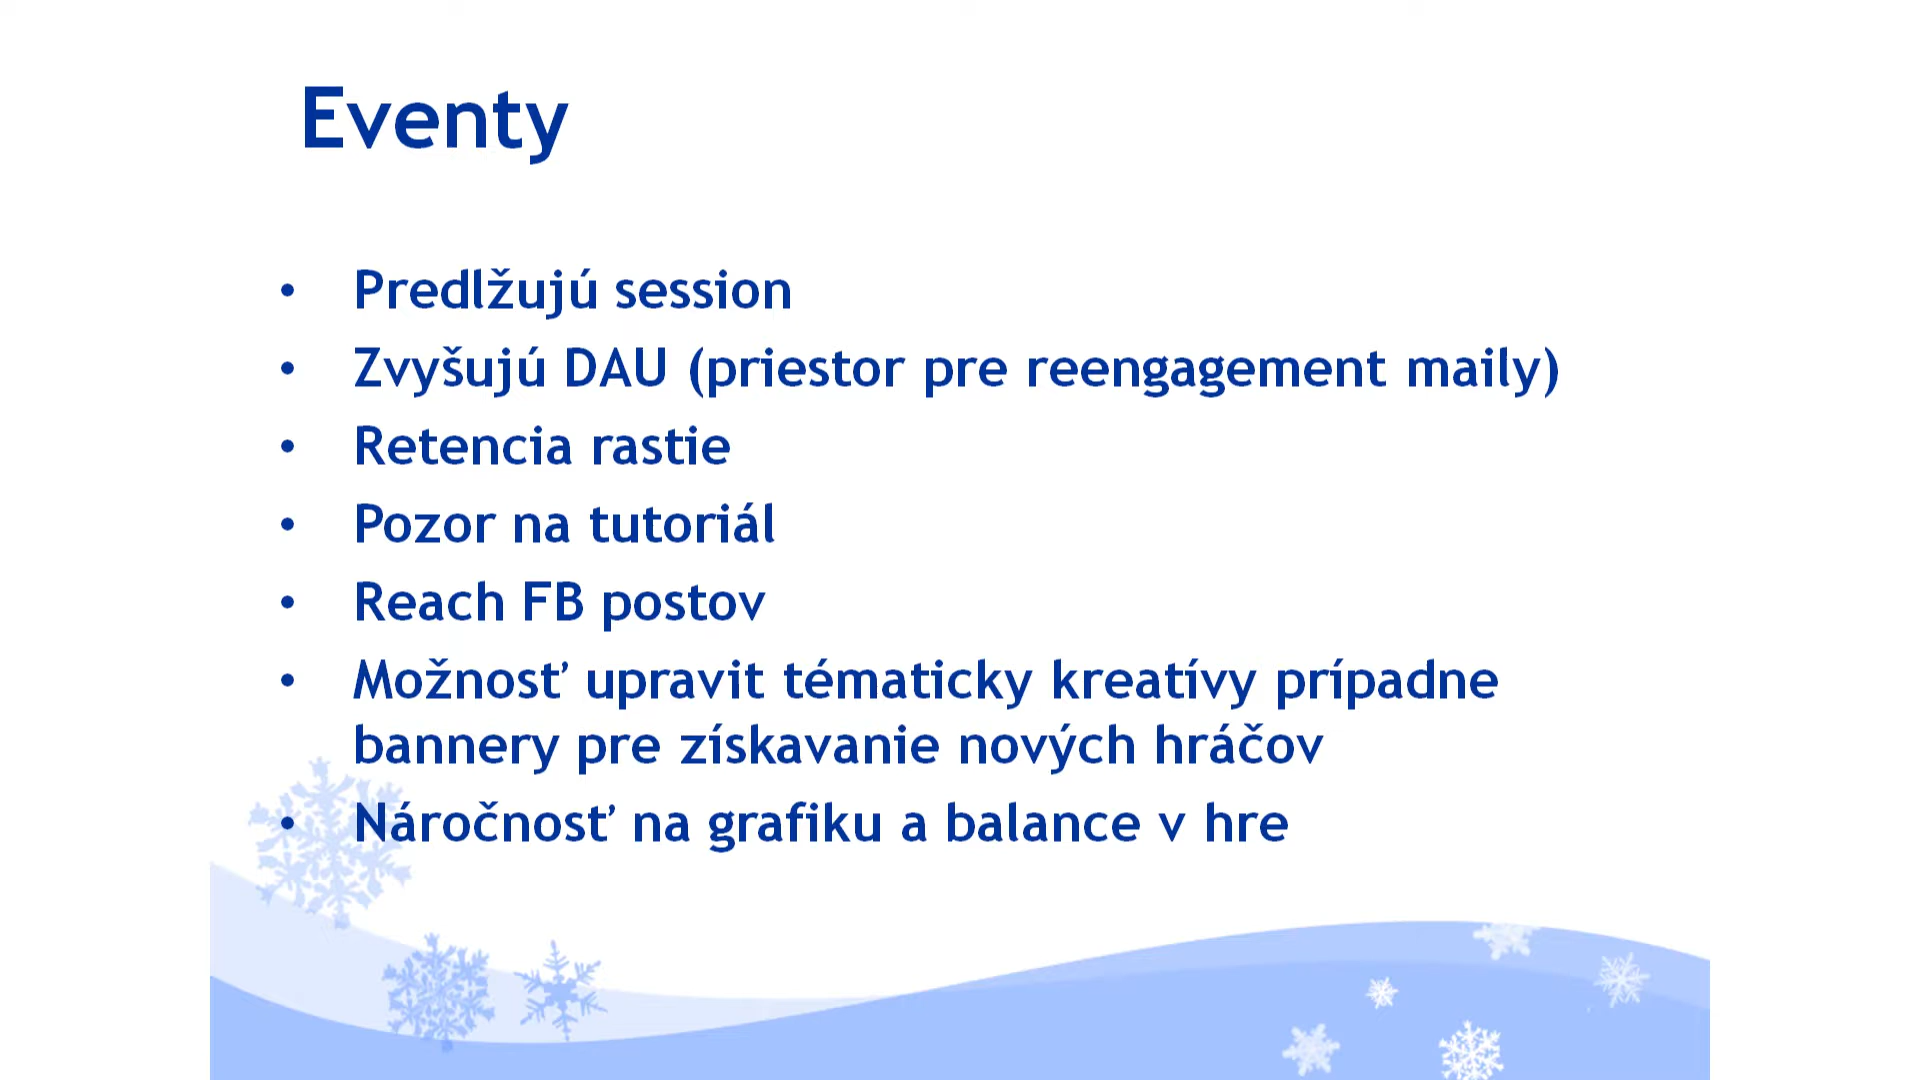 Eventy
• Predlžujú session
• Zvyšujú DAU (priestor pre reengagement maily)
• Retencia rastie
• Pozor na tutoriál
• Reach FB postov
• Možnosť upravit tématicky kreatívy prípadne
bannery pre získavanie nových hráčov
• Náročnosť na grafiku a balance v hre